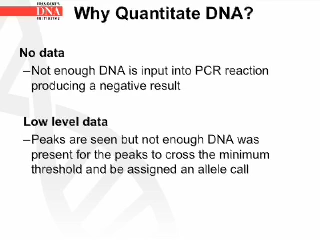 DNA
INITIATIVE
Why Quantitate DNA?
No data
–Not enough DNA is input into PCR reaction
producing a negative result
Low level data
–Peaks are seen but not enough DNA was
present for the peaks to cross the minimum
threshold and be assigned an allele call